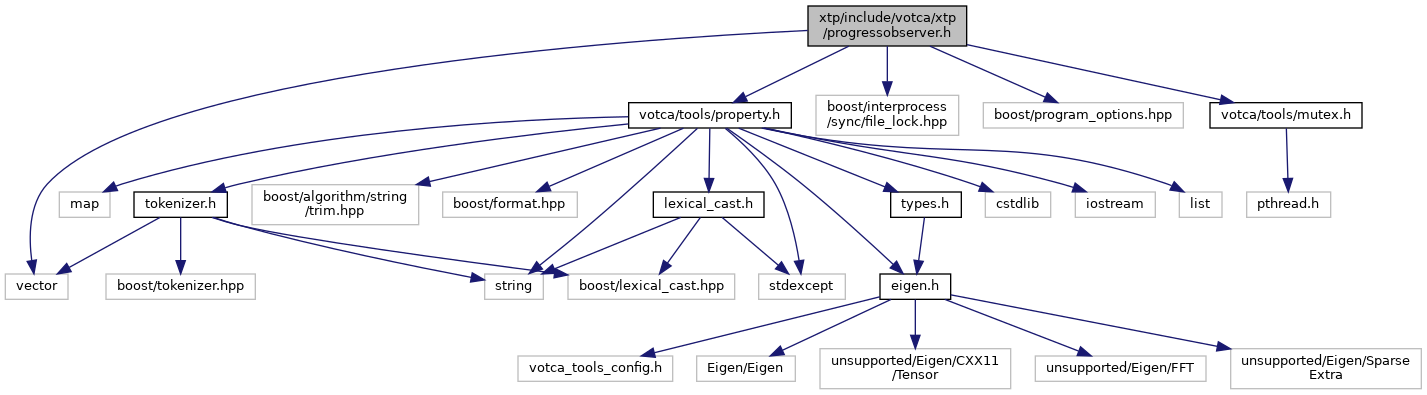 xtp/include/votca/xtp
/progressobserver.h
votca/tools/property.h
boost/interprocess
/sync/file_lock.hpp
boost/program_options.hpp
votca/tools/mutex.h
map
tokenizer.h
boost/algorithm/string
/trim.hpp
boost/format.hpp
lexical_cast.h
types.h
cstdlib
iostream
list
pthread.h
vector
boost/tokenizer.hpp
string
boost/lexical_cast.hpp
stdexcept
eigen.h
votca_tools_config.h
Eigen/Eigen
unsupported/Eigen/CXX11
/Tensor
unsupported/Eigen/FFT
unsupported/Eigen/Sparse
Extra